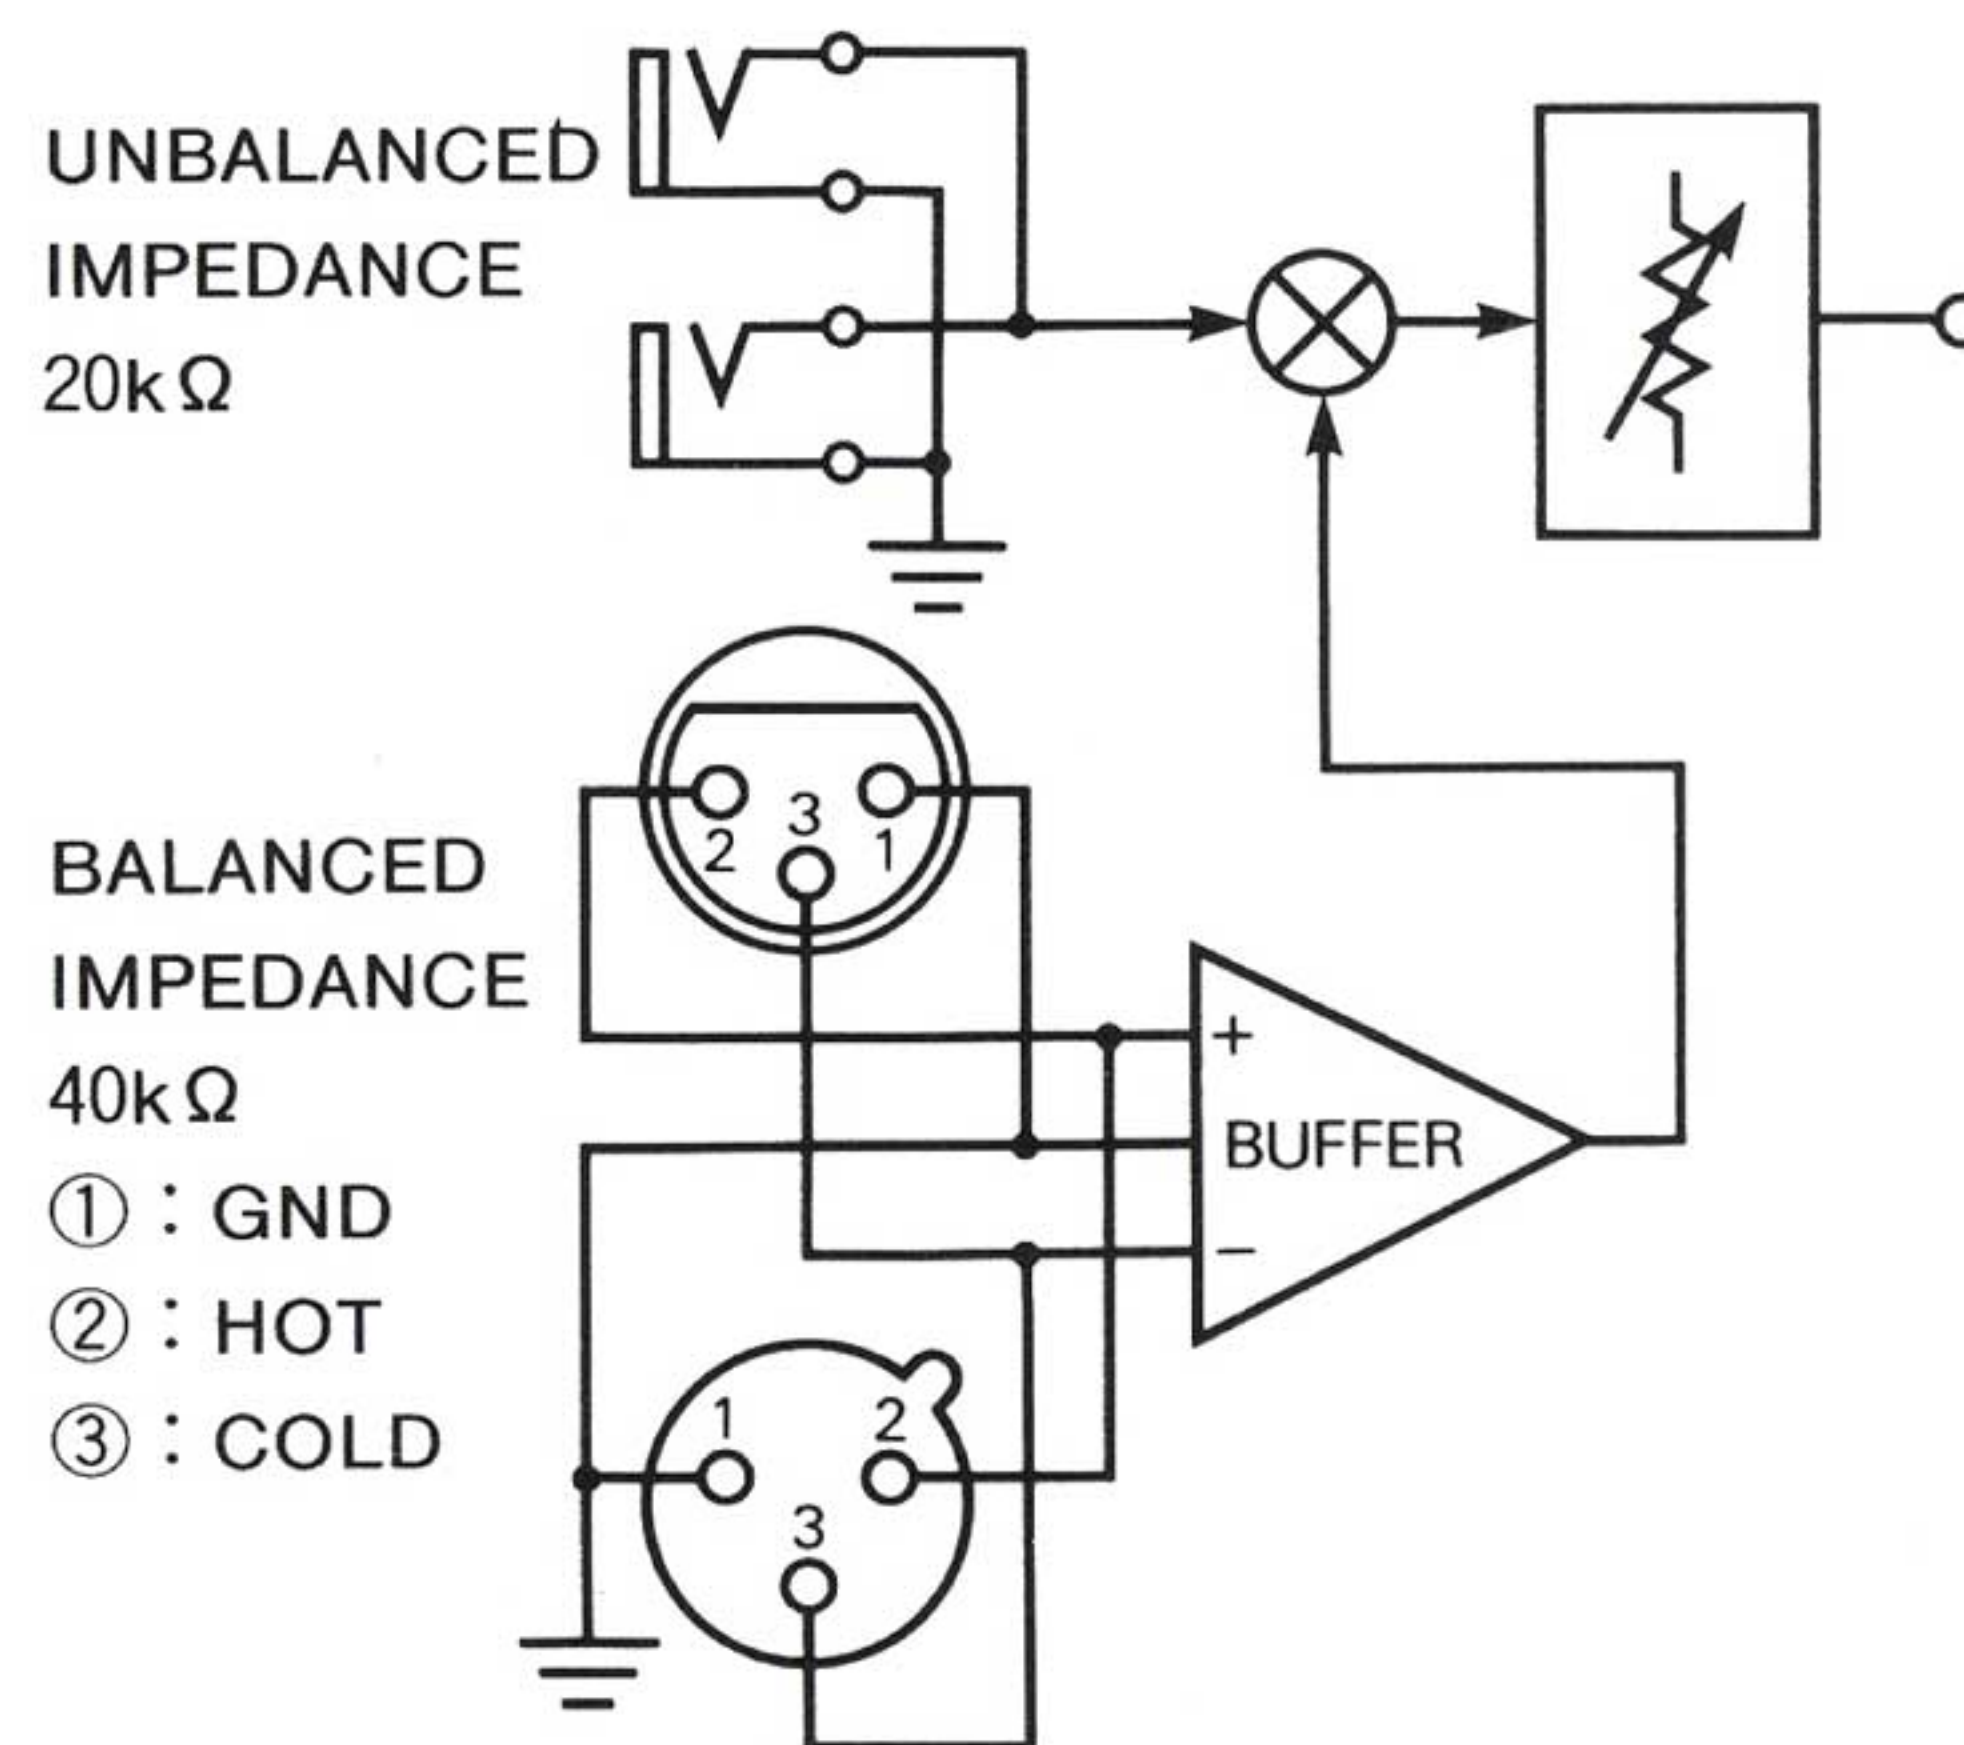 UNBALANCED
IMPEDANCE
20kΩ
2
3
1
BALANCED
IMPEDANCE
40kΩ
①：GND
②：HOT
③：COLD
+
BUFFER
−
1
2
3